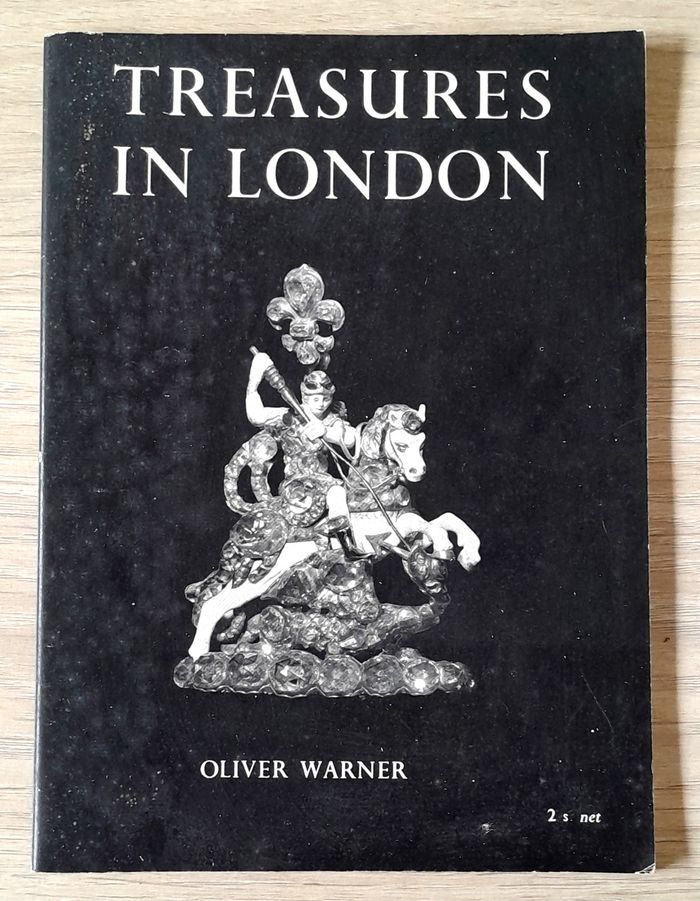 TREASURES
IN LONDON
OLIVER WARNER
2 s. net